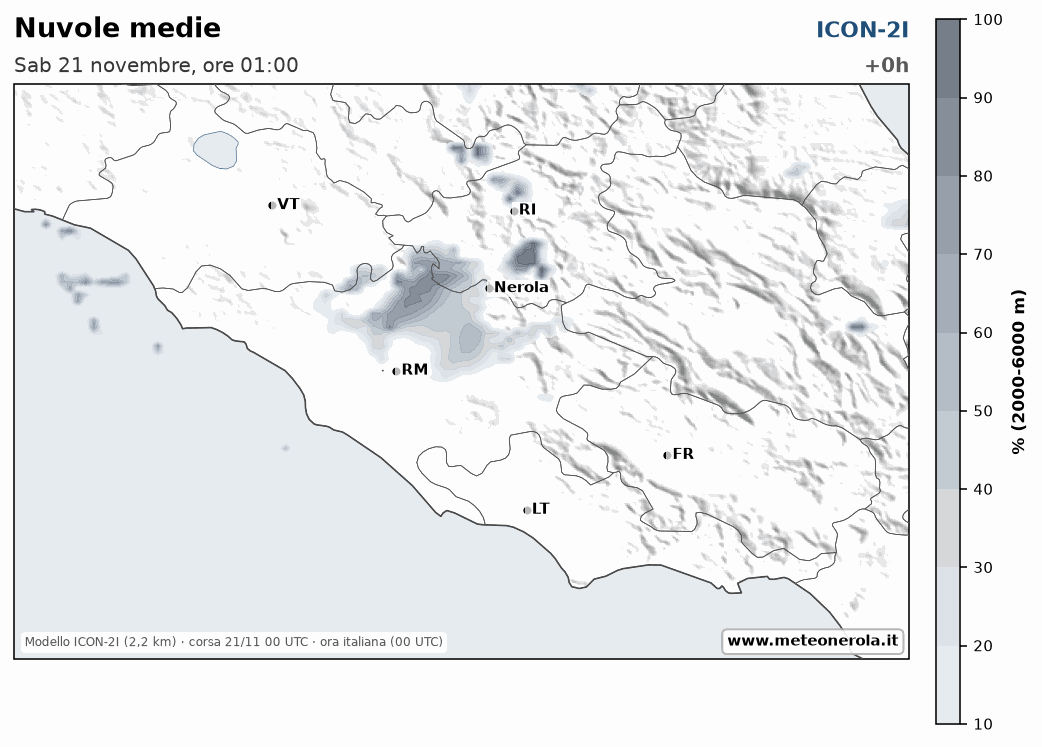 Nuvole medie
ICON-2I
Sab 21 novembre, ore 01:00
+0h
100
90
80
70
60
50
40
30
20
10
% (2000-6000 m)
VT
RI
Nerola
RM
FR
LT
Modello ICON-2I (2,2 km) · corsa 21/11 00 UTC · ora italiana (00 UTC)
www.meteonerola.it